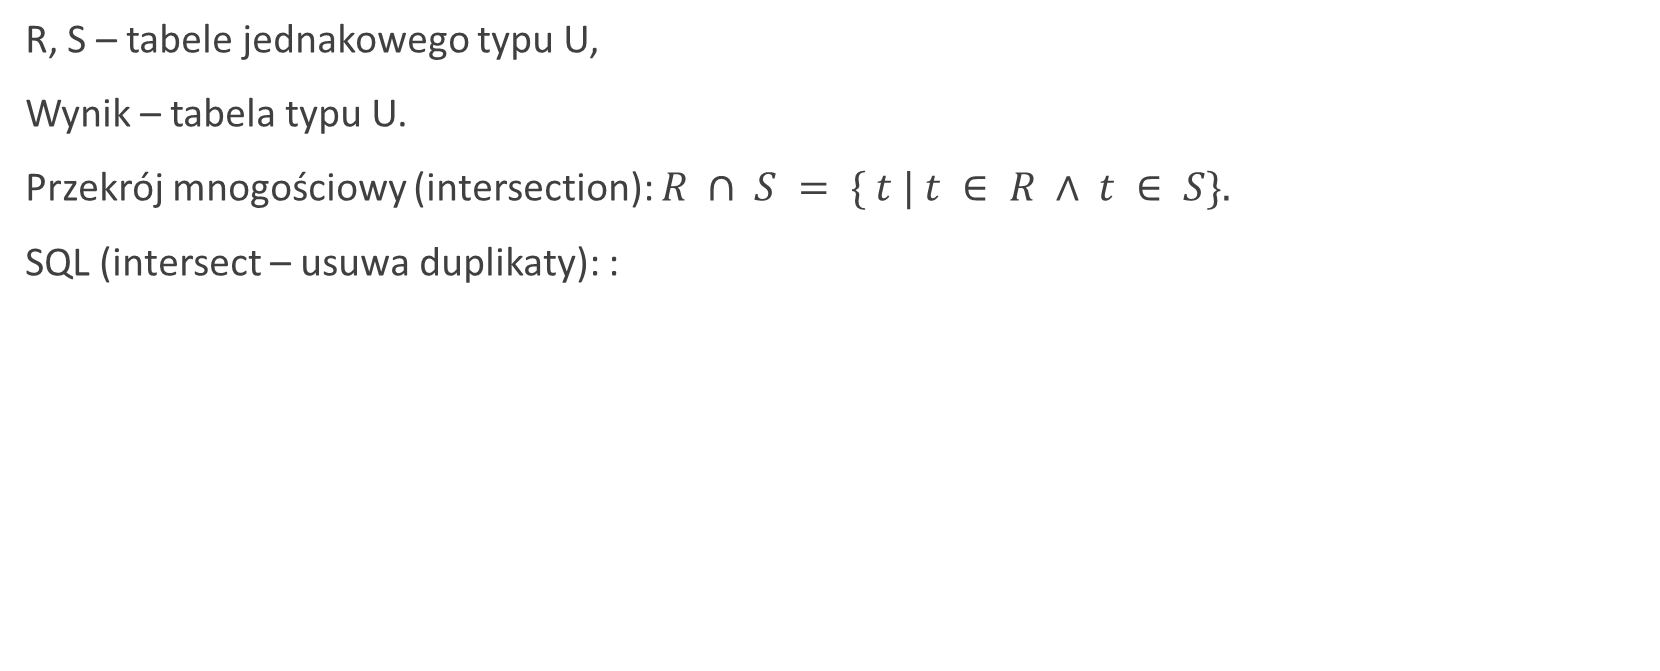 R, S – tabele jednakowego typu U,
Wynik – tabela typu U.
Przekrój mnogościowy (intersection): R ∩ S = { t | t ∈ R ∧ t ∈ S}.
SQL (intersect – usuwa duplikaty): :